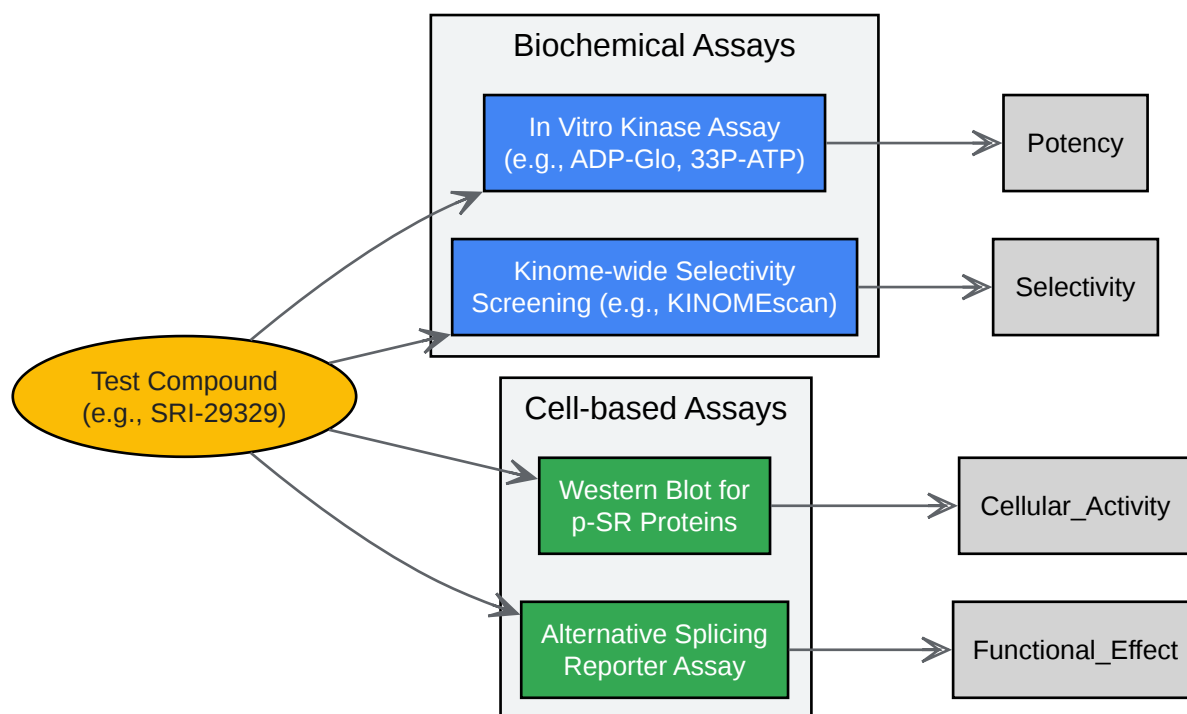 Biochemical Assays
In Vitro Kinase Assay
(e.g., ADP-Glo, 33P-ATP)
Potency
Kinome-wide Selectivity
Screening (e.g., KINOMEscan)
Selectivity
Test Compound
(e.g., SRI-29329)
Cell-based Assays
Western Blot for
p-SR Proteins
Cellular_Activity
Alternative Splicing
Reporter Assay
Functional_Effect